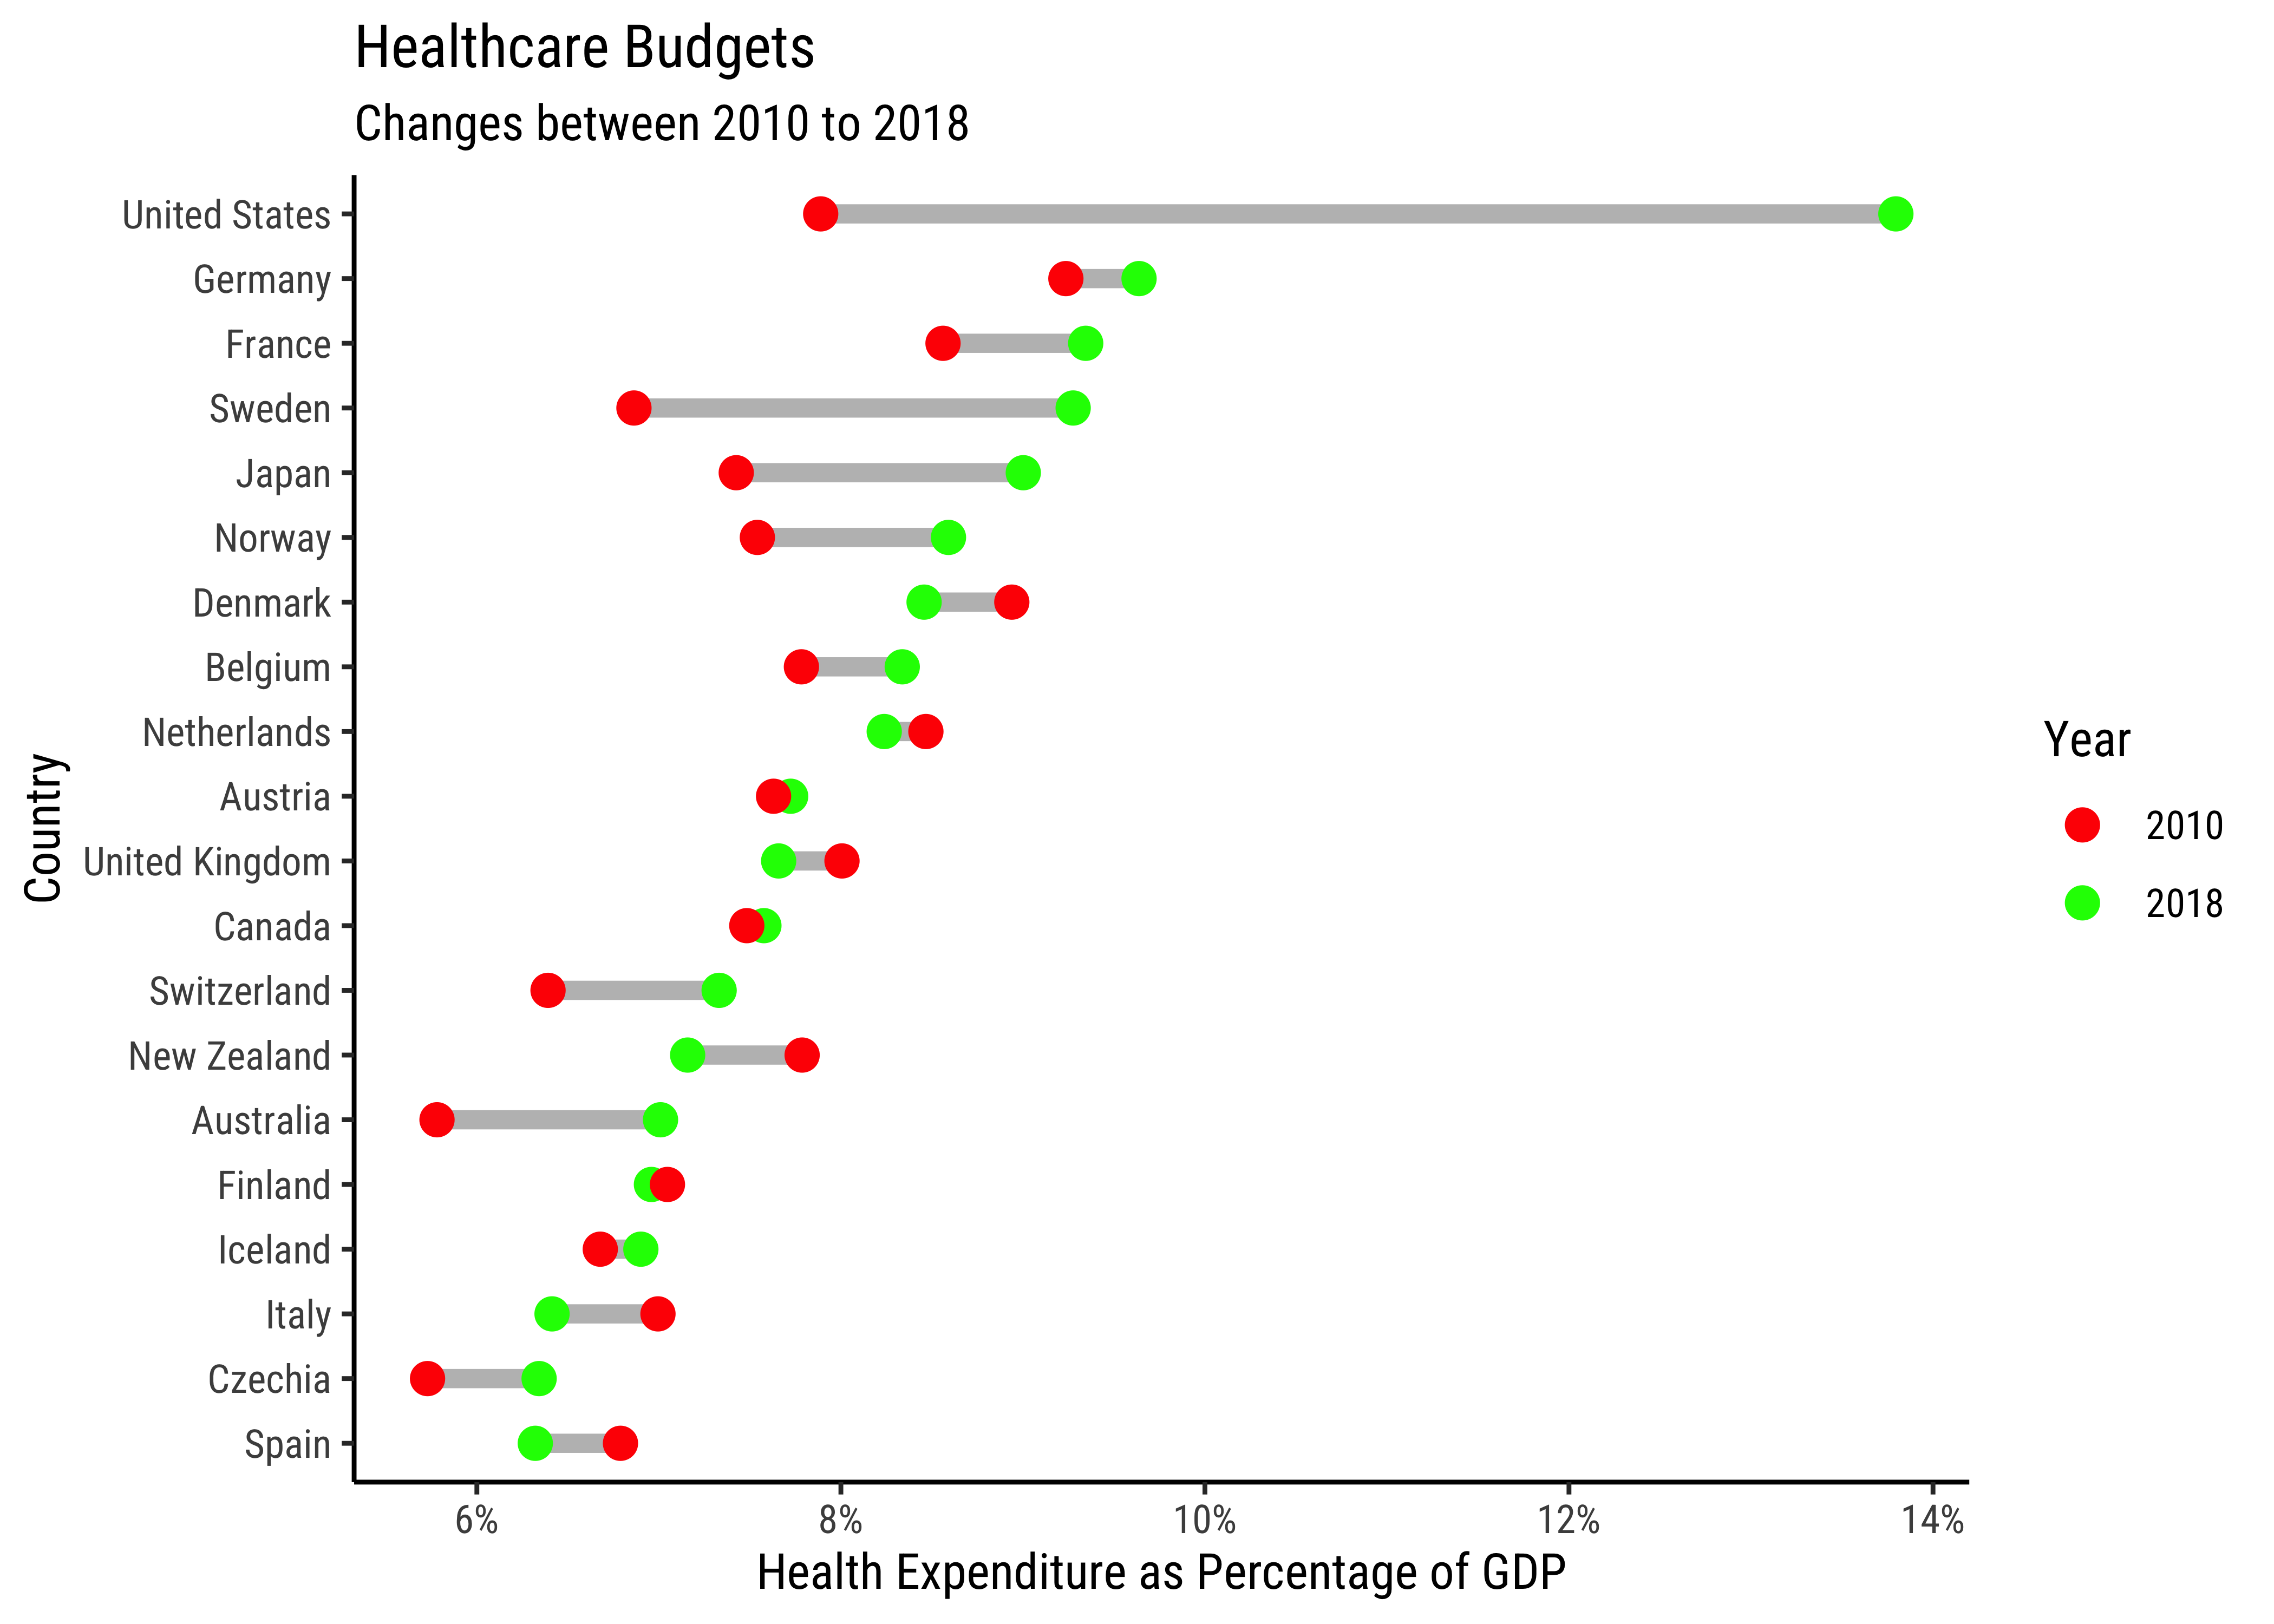 Healthcare Budgets
Changes between 2010 to 2018
United States
Germany
France
Sweden
Japan
Norway
Denmark
Belgium
Netherlands
Austria
United Kingdom
Canada
Switzerland
New Zealand
Australia
Finland
Iceland
Italy
Czechia
Spain
Country
6% 8% 10% 12% 14%
Health Expenditure as Percentage of GDP
Year
2010
2018